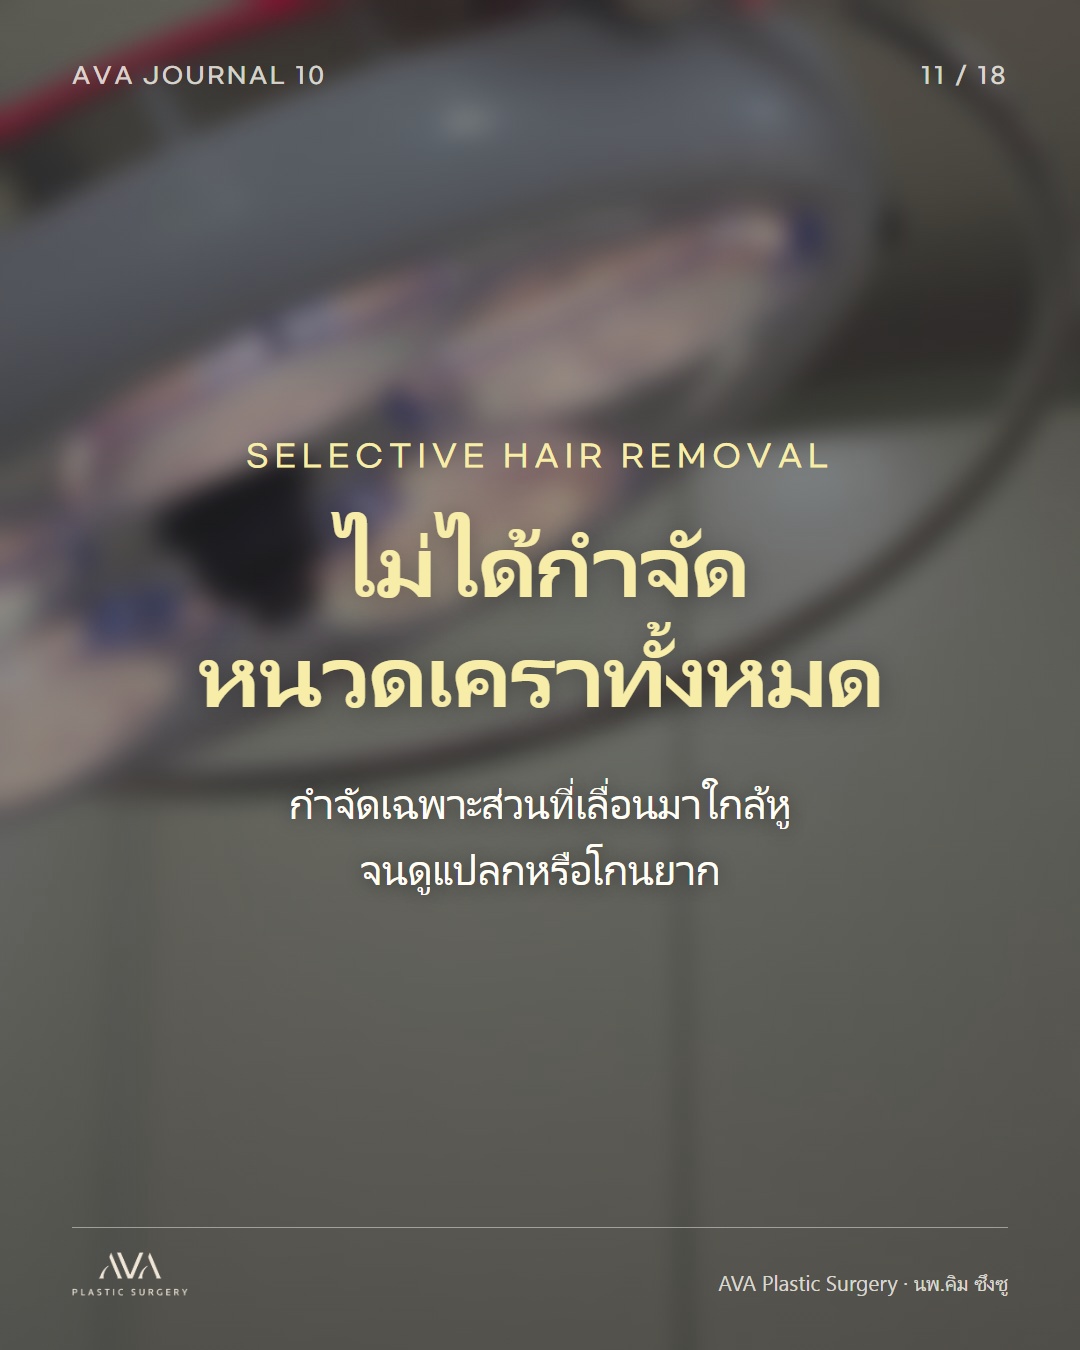 AVA JOURNAL 10
11 / 18
SELECTIVE HAIR REMOVAL
ไม่ได้กำจัด
หนวดเคราทั้งหมด
กำจัดเฉพาะส่วนที่เลื่อนมาใกล้หู
จนดูแปลกหรือโกนยาก
AVA
PLASTIC SURGERY
AVA Plastic Surgery · นพ.คิม ซึงซู